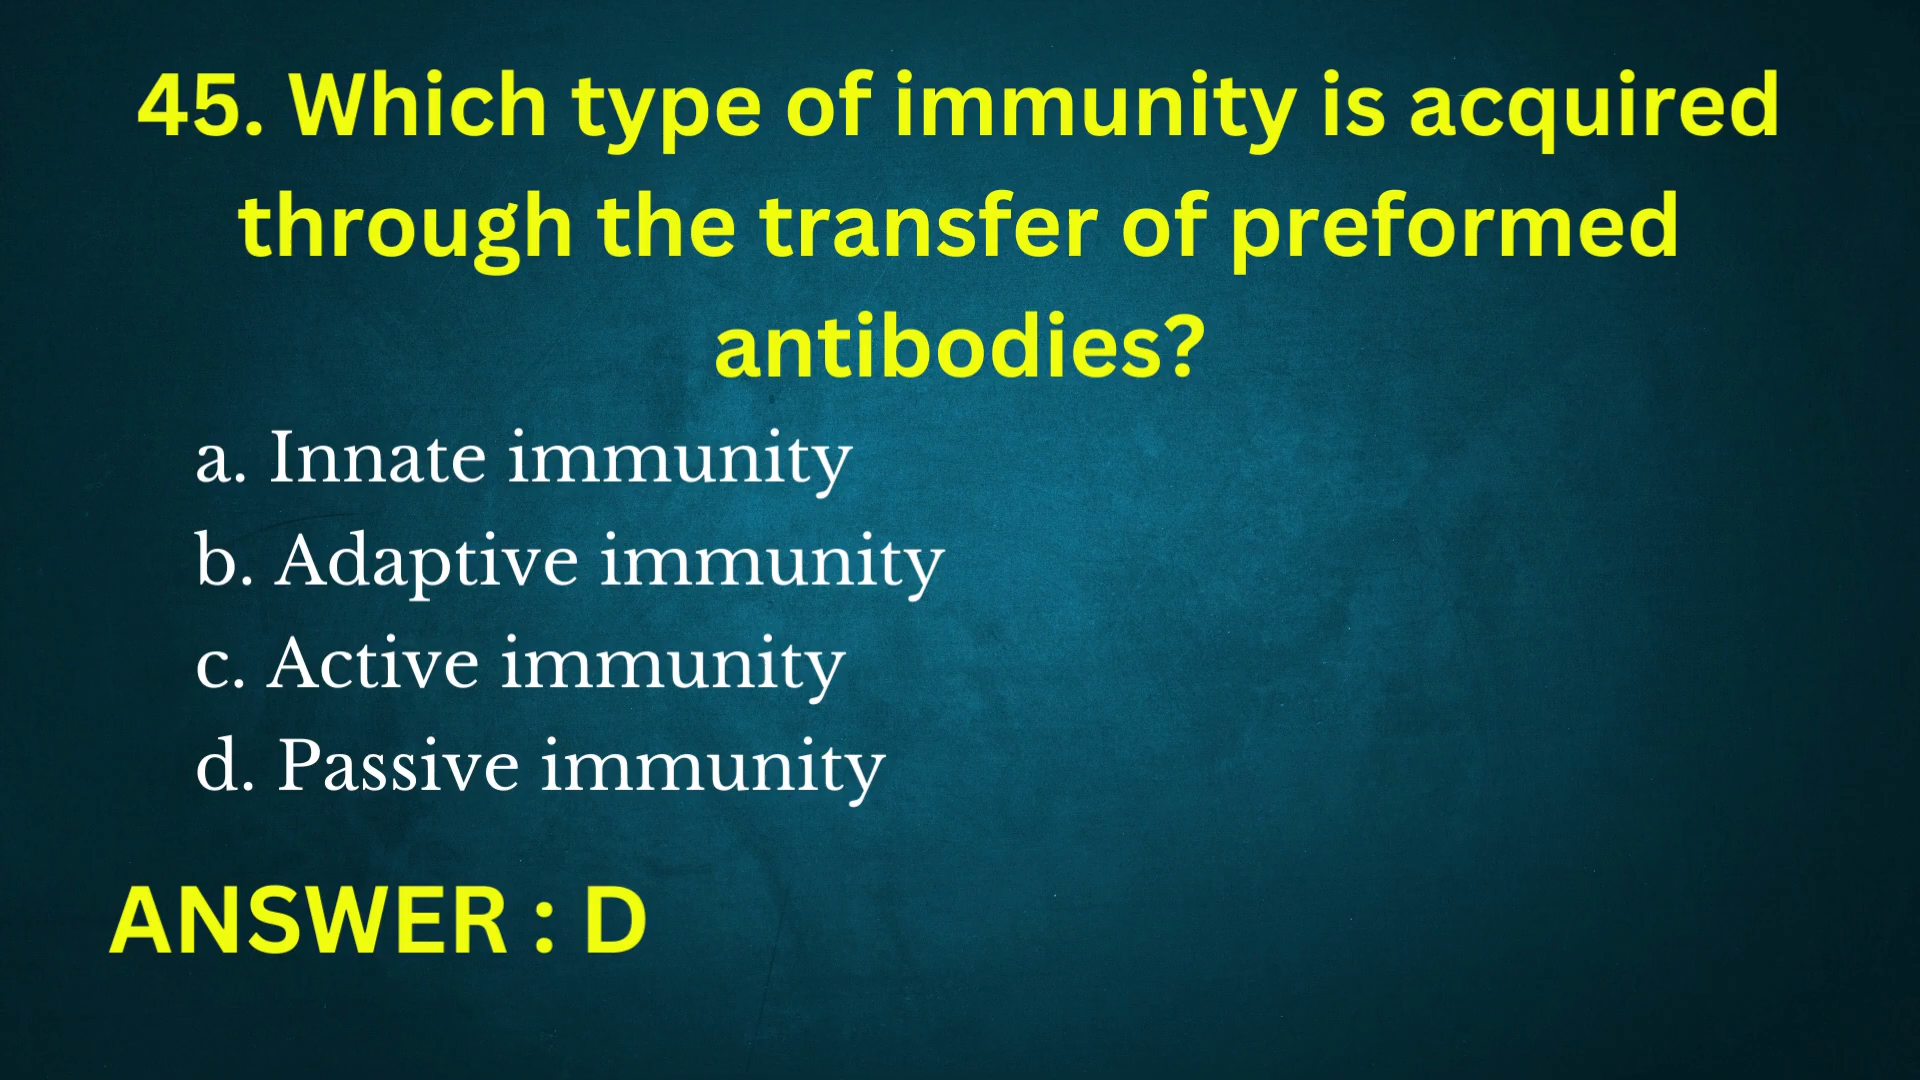 45. Which type of immunity is acquired
through the transfer of preformed
antibodies?
a. Innate immunity
b. Adaptive immunity
c. Active immunity
d. Passive immunity
ANSWER : D